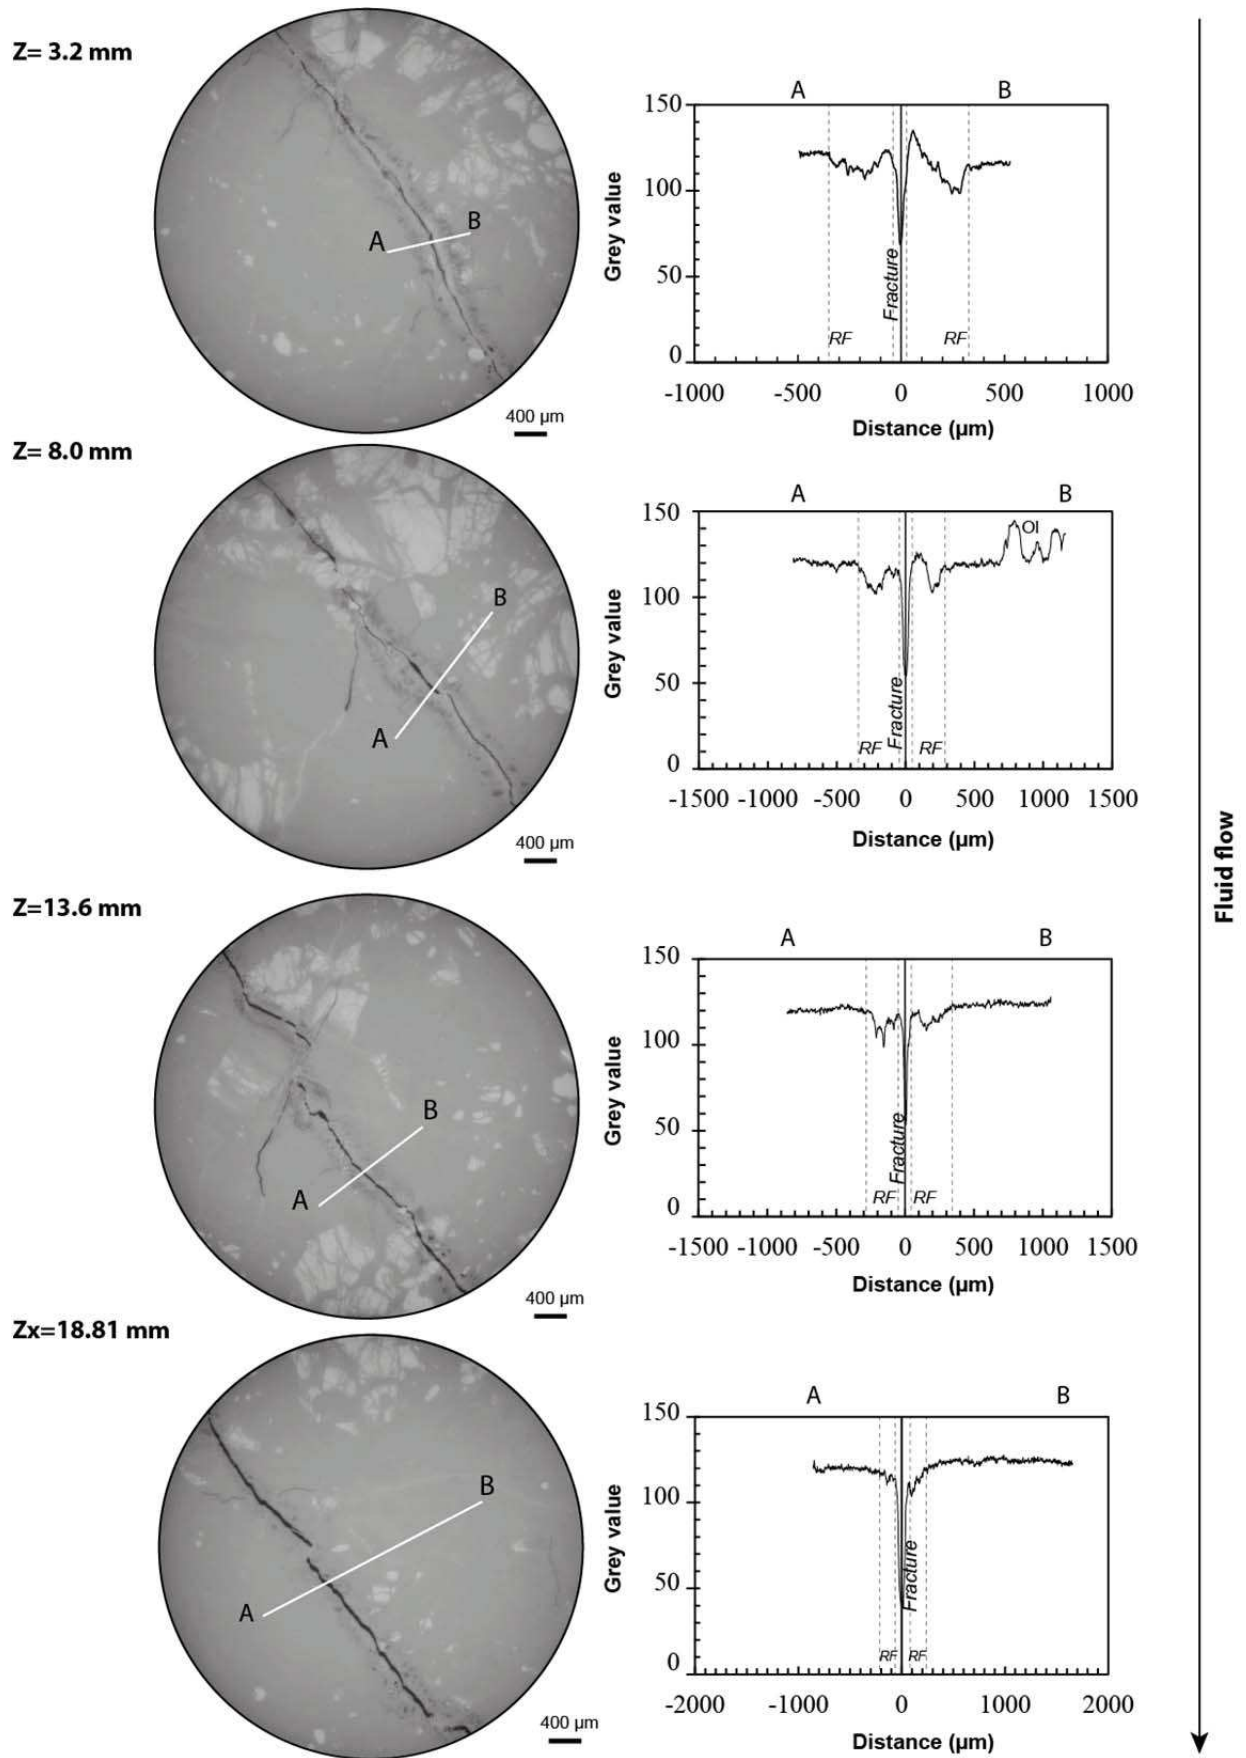 Z= 3.2 mm
A
B
400 µm
A B
150
100
50
0
Grey value
RF
Fracture
RF
-1000 -500 0 500 1000
Distance (µm)
Z= 8.0 mm
B
A
400 µm
A B
150
100
50
0
Grey value
OI
RF
Fracture
RF
-1500 -1000 -500 0 500 1000 1500
Distance (µm)
Fluid flow
Z=13.6 mm
B
A
400 µm
A B
150
100
50
0
Grey value
RF
Fracture
RF
-1500 -1000 -500 0 500 1000 1500
Distance (µm)
Zx=18.81 mm
B
A
400 µm
A B
150
100
50
0
Grey value
RF
Fracture
RF
-2000 -1000 0 1000 2000
Distance (µm)